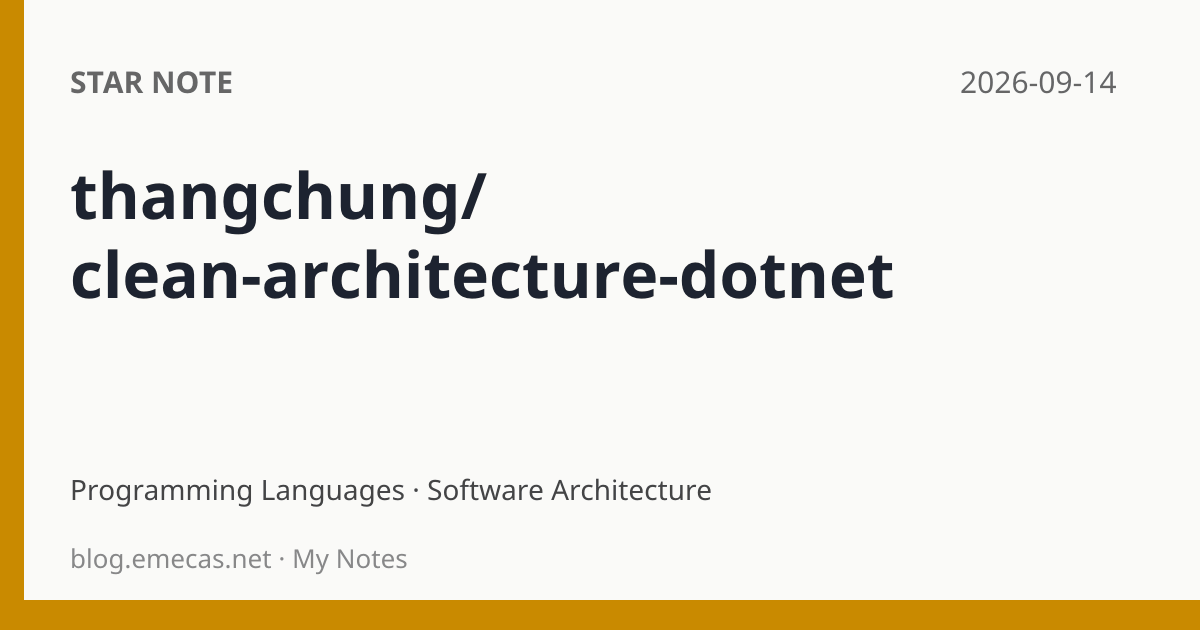 STAR NOTE
2026-09-14
thangchung/
clean-architecture-dotnet
Programming Languages · Software Architecture
blog.emecas.net · My Notes